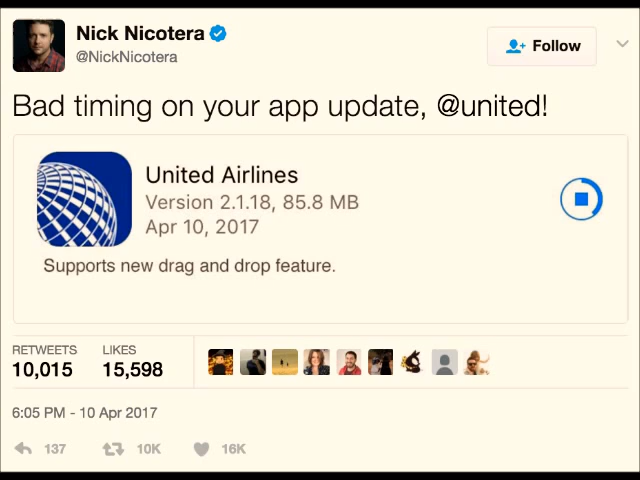 Nick Nicotera
@NickNicotera
Follow
Bad timing on your app update, @united!
United Airlines
Version 2.1.18, 85.8 MB
Apr 10, 2017
Supports new drag and drop feature.
RETWEETS LIKES
10,015 15,598
6:05 PM - 10 Apr 2017
137 10K 16K